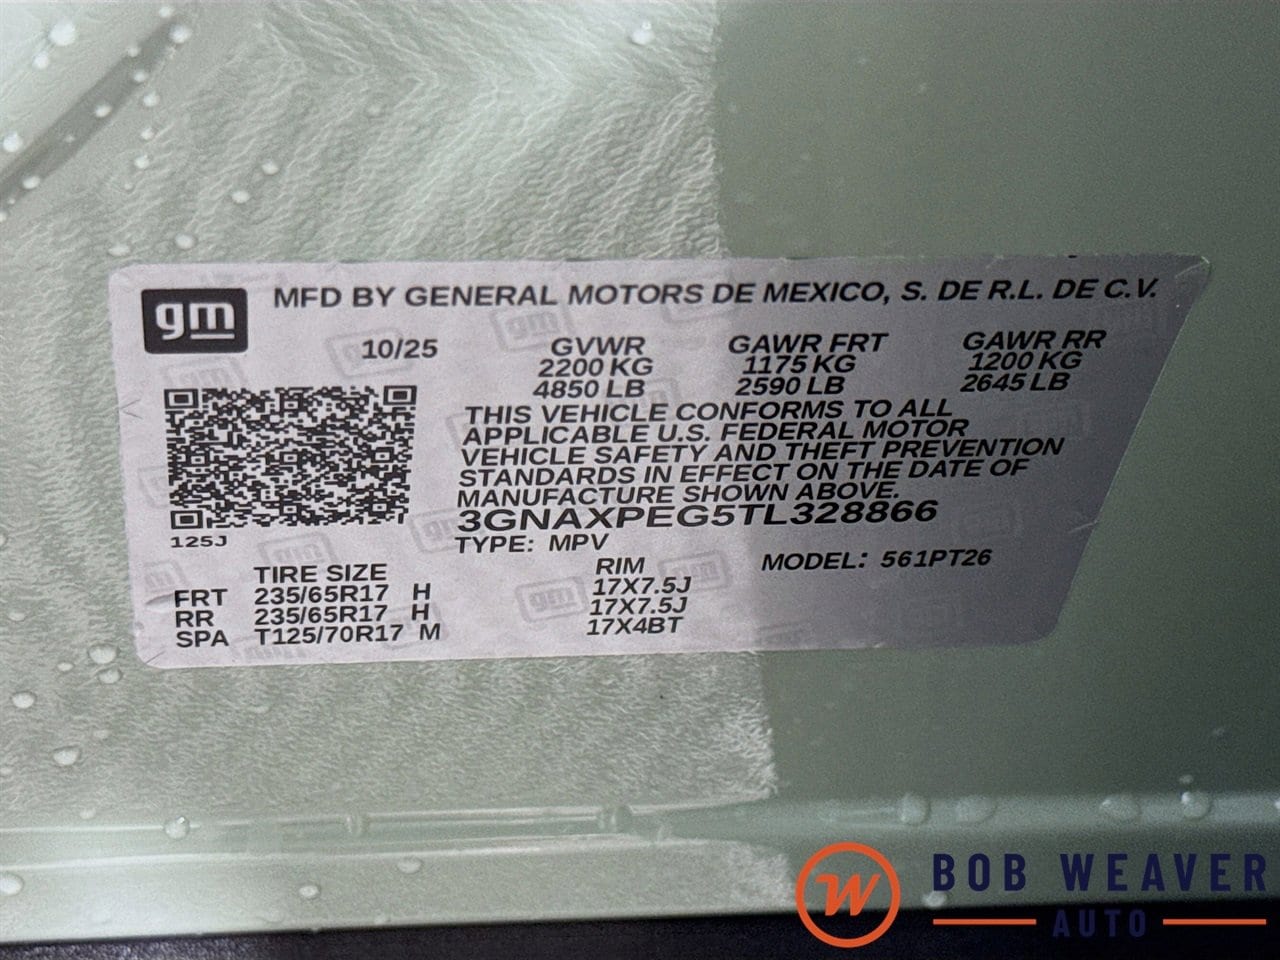 gm
MFD BY GENERAL MOTORS DE MEXICO, S. DE R.L. DE C.V.
10/25 GVWR GAWR FRT GAWR RR
2200 KG 1175 KG 1200 KG
4850 LB 2590 LB 2645 LB
THIS VEHICLE CONFORMS TO ALL
APPLICABLE U.S. FEDERAL MOTOR
VEHICLE SAFETY AND THEFT PREVENTION
STANDARDS IN EFFECT ON THE DATE OF
MANUFACTURE SHOWN ABOVE.
3GNAXPEG5TL328866
125J
TYPE: MPV MODEL: 561PT26
TIRE SIZE RIM
FRT 235/65R17 H 17X7.5J
RR 235/65R17 H 17X7.5J
SPA T125/70R17 M 17X4BT
W BOB WEAVER
AUTO